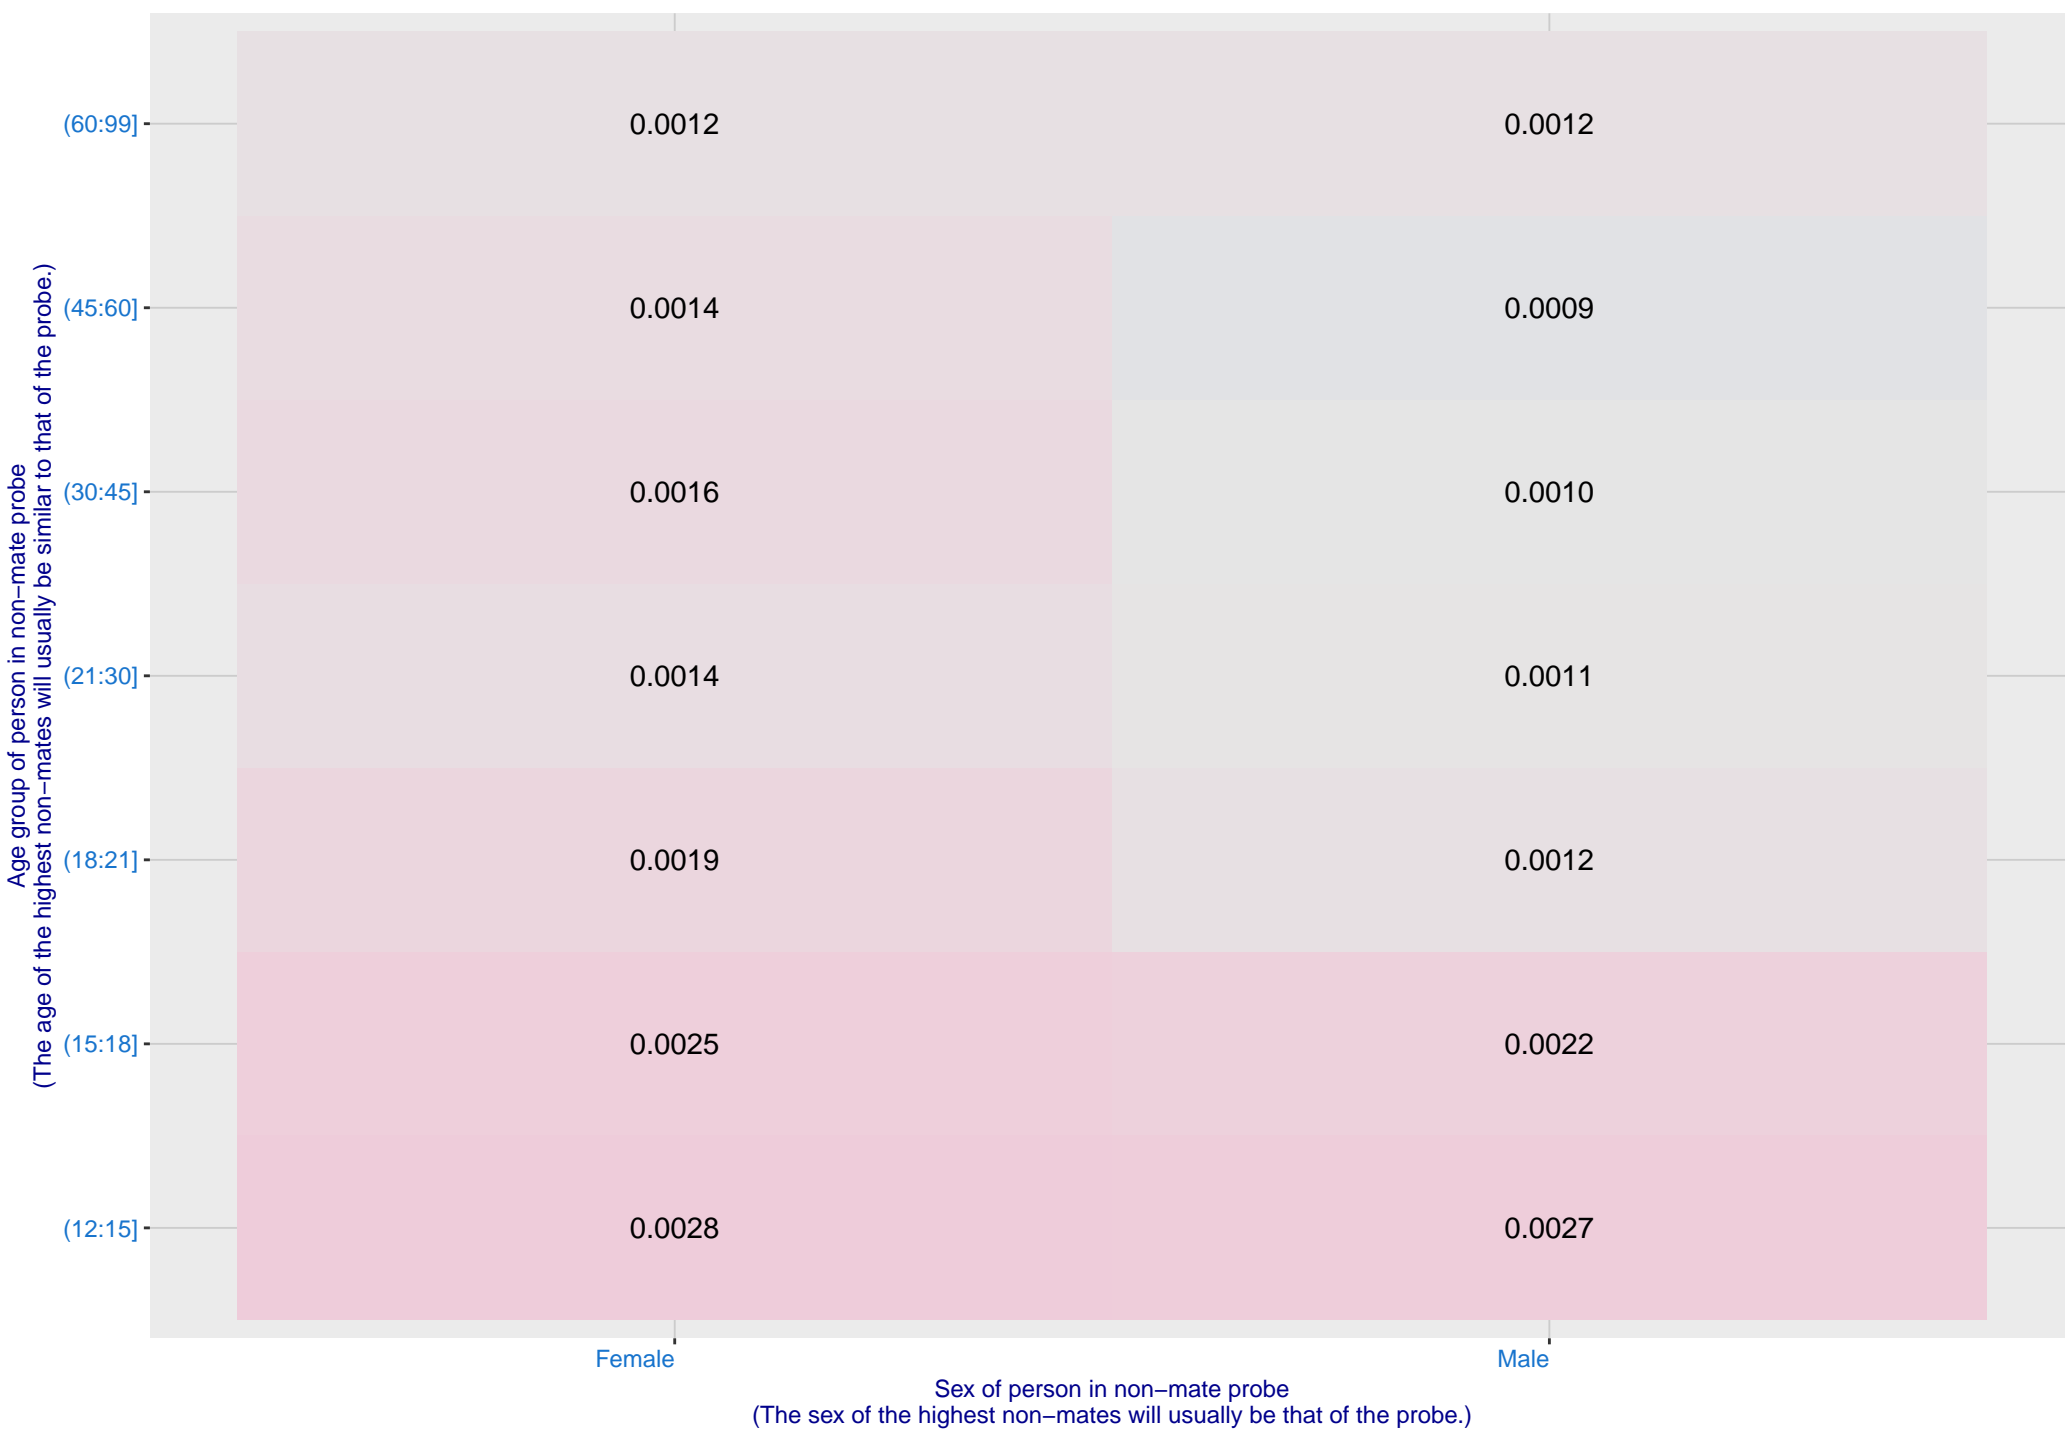 Age group of person in non−mate probe
(The age of the highest non−mates will usually be similar to that of the probe.)
(60:99] 0.0012 0.0012
(45:60] 0.0014 0.0009
(30:45] 0.0016 0.0010
(21:30] 0.0014 0.0011
(18:21] 0.0019 0.0012
(15:18] 0.0025 0.0022
(12:15] 0.0028 0.0027
Female Male
Sex of person in non−mate probe
(The sex of the highest non−mates will usually be that of the probe.)